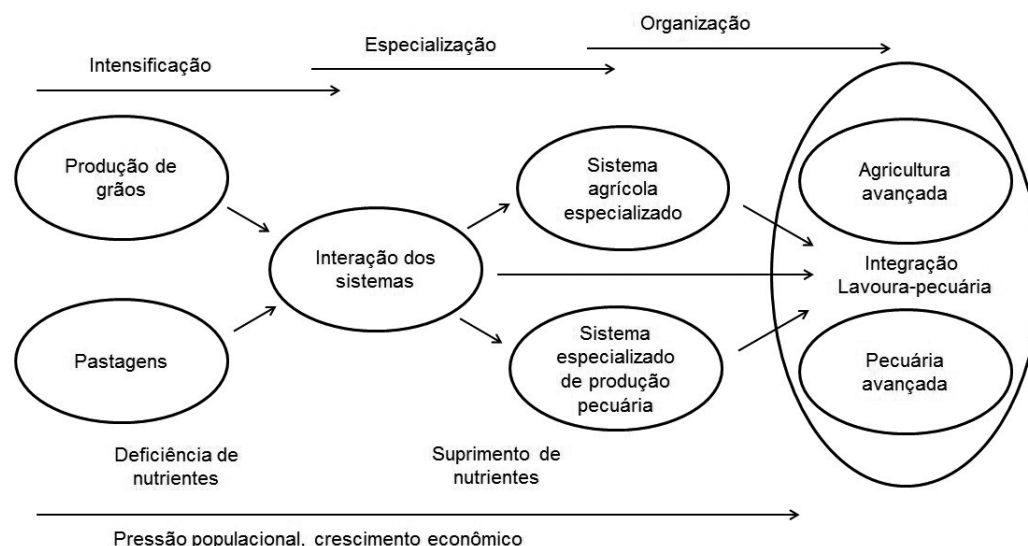 Intensificação
Especialização
Organização
Produção de
grãos
Pastagens
Interação dos
sistemas
Sistema
agrícola
especializado
Sistema
especializado
de produção
pecuária
Agricultura
avançada
Integração
Lavoura-pecuária
Pecuária
avançada
Deficiência de
nutrientes
Suprimento de
nutrientes
Pressão populacional, crescimento econômico